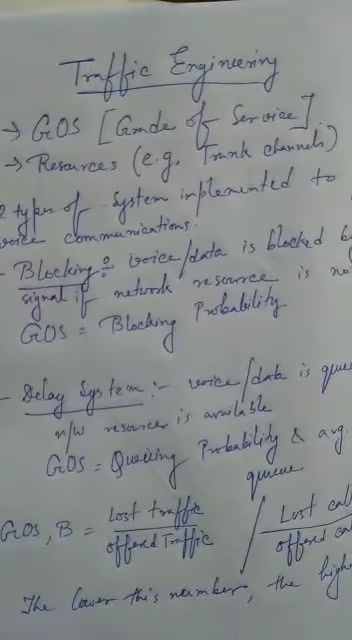 Traffic Engineering
→ GOS [Grade of Service]
→ Resources (e.g. Trunk channels)
2 types of System implemented to
voice communications.
- Blocking :- voice/data is blocked
signal if network resource is
GOS = Blocking Probability
- Delay System :- voice/data is
n/w resource is available
GOS = Queuing Probability & avg.
queue
GOS, B = Lost traffic / offered Traffic / Lost / offered
The lower this number, the